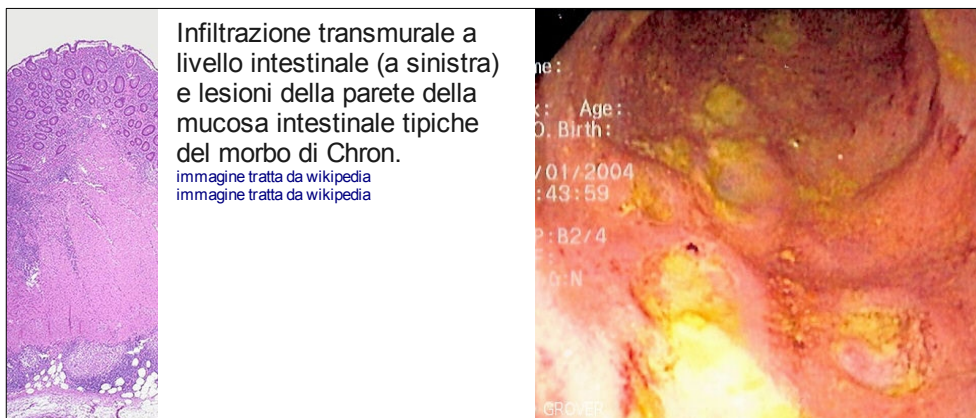 Infiltrazione transmurale a
livello intestinale (a sinistra)
e lesioni della parete della
mucosa intestinale tipiche
del morbo di Chron.
immagine tratta da wikipedia
immagine tratta da wikipedia
me:
x: Age:
O. Birth:
/01/2004
:43:59
P:B2/4
G:N
GROVER